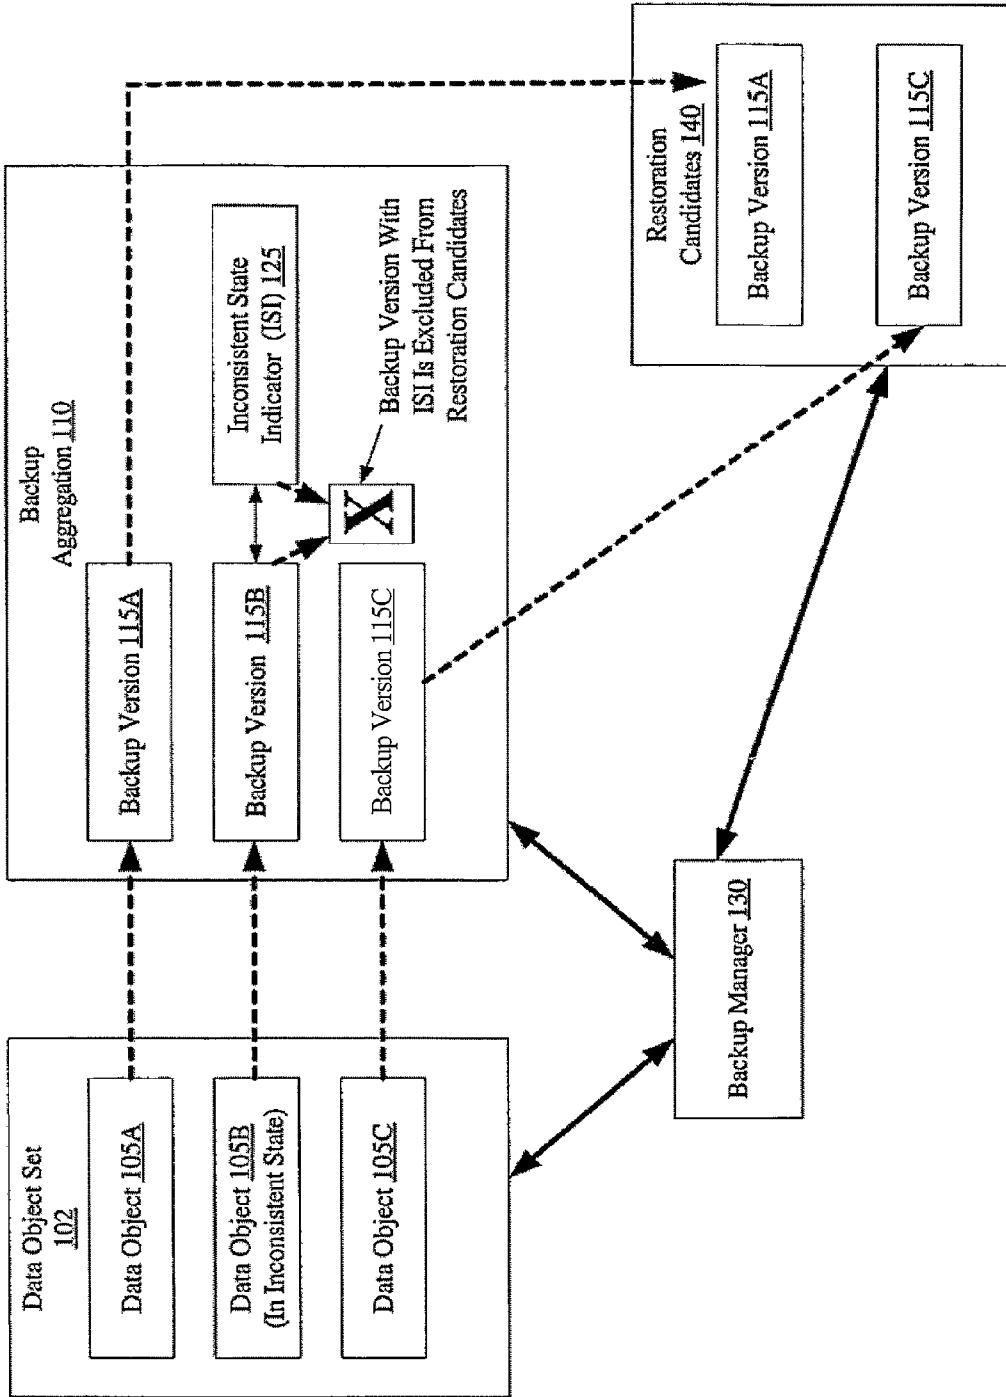 Data Object Set
102
Data Object 105A
Data Object 105B
(In Inconsistent State)
Data Object 105C
Backup
Aggregation 110
Backup Version 115A
Backup Version 115B
Backup Version 115C
Inconsistent State
Indicator (ISI) 125
X
Backup Version With
ISI Is Excluded From
Restoration Candidates
Backup Manager 130
Restoration
Candidates 140
Backup Version 115A
Backup Version 115C